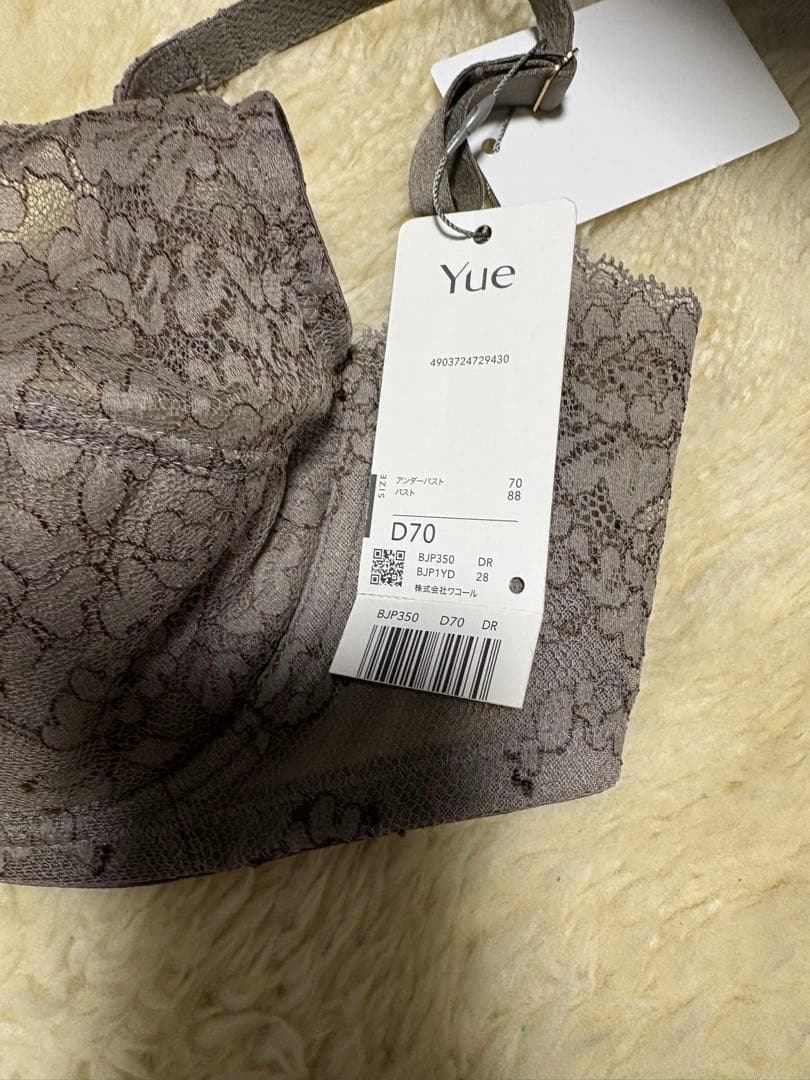 Yue
4903724729430
SIZE
アンダーバスト 70
バスト 88
D70
BJP350 DR
BJP1YD 28
株式会社ワコール
BJP350 D70 DR